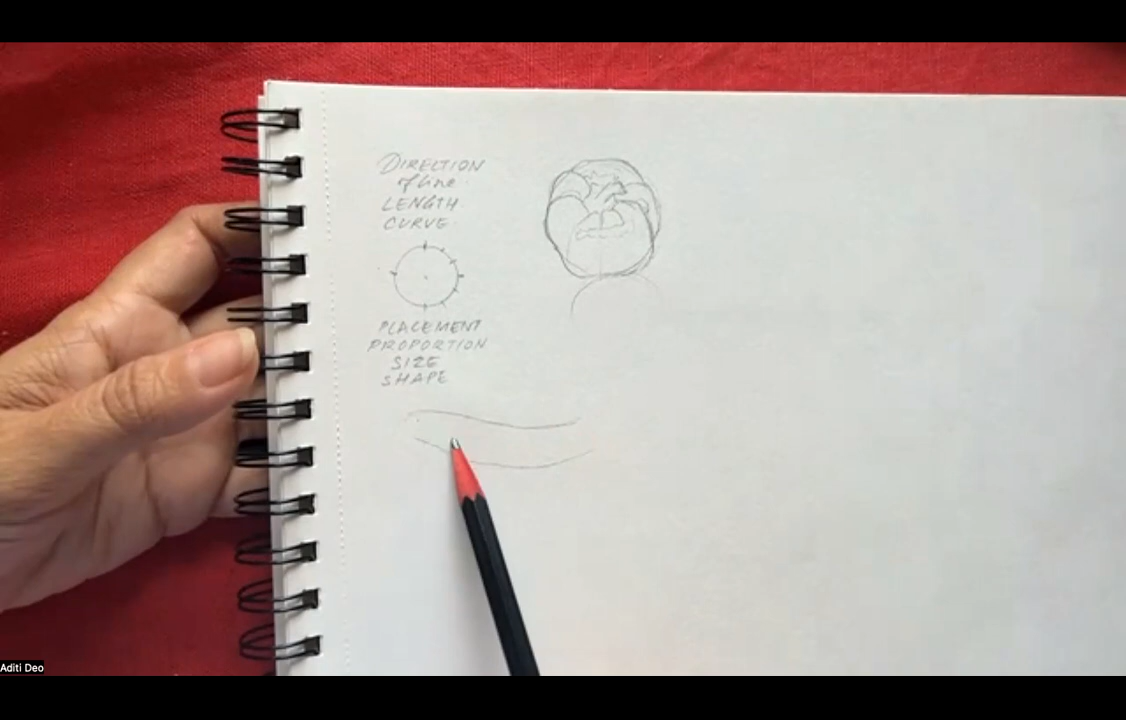 DIRECTION
of line
LENGTH
CURVE
PLACEMENT
PROPORTION
SIZE
SHAPE
Aditi Deo